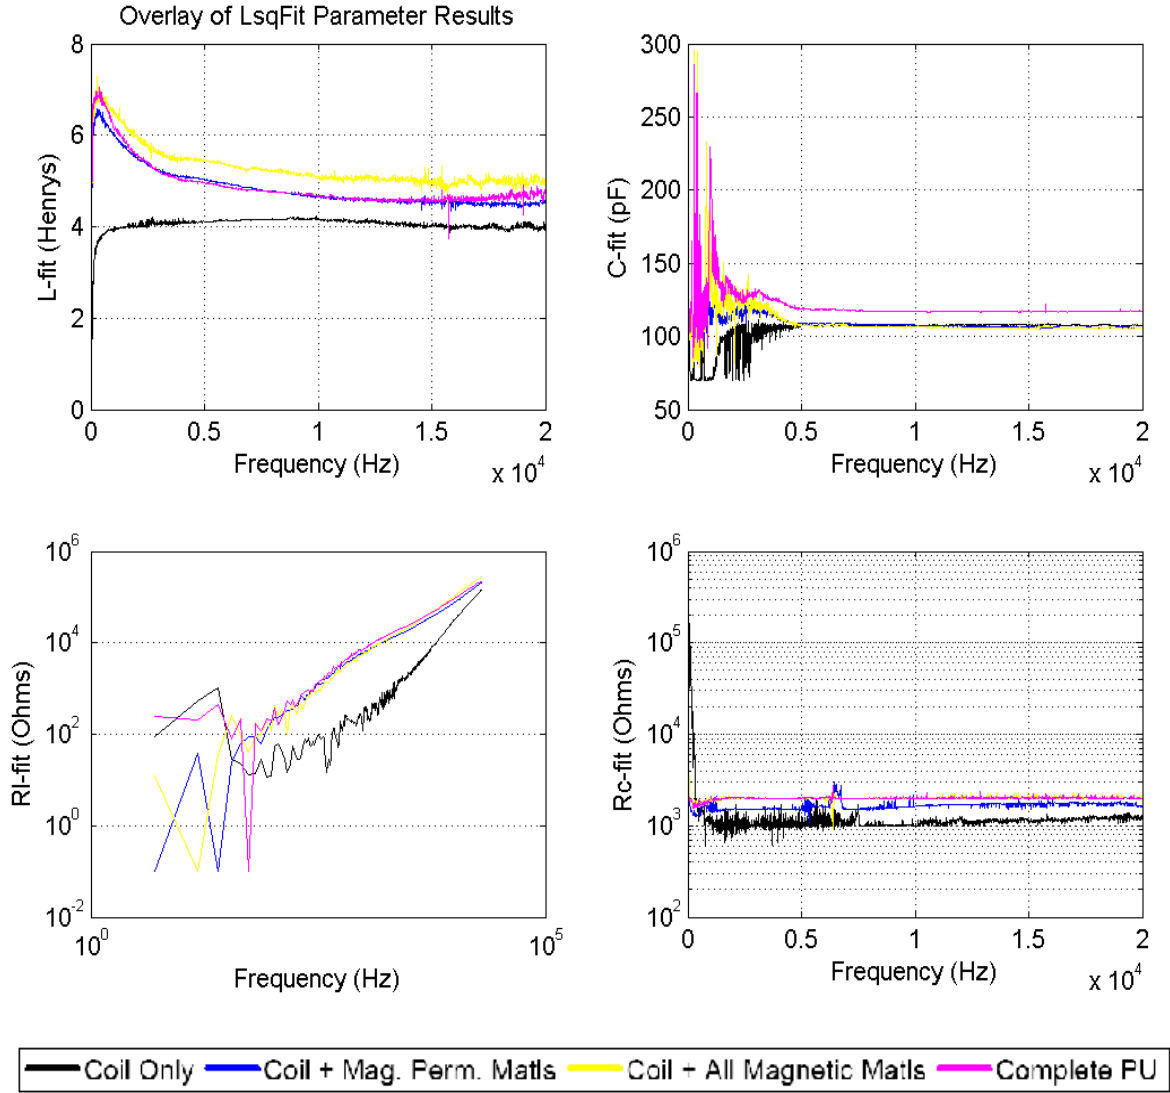 Overlay of LsqFit Parameter Results
8
6
4
2
0
L-fit (Henrys)
0
0.5
1
1.5
2
Frequency (Hz)
x 10^4
300
250
200
150
100
50
C-fit (pF)
0
0.5
1
1.5
2
Frequency (Hz)
x 10^4
10^6
10^4
10^2
10^0
10^-2
Rl-fit (Ohms)
10^0
10^5
Frequency (Hz)
10^6
10^5
10^4
10^3
10^2
Rc-fit (Ohms)
0
0.5
1
1.5
2
Frequency (Hz)
x 10^4
Coil Only Coil + Mag. Perm. Matls Coil + All Magnetic Matls Complete PU